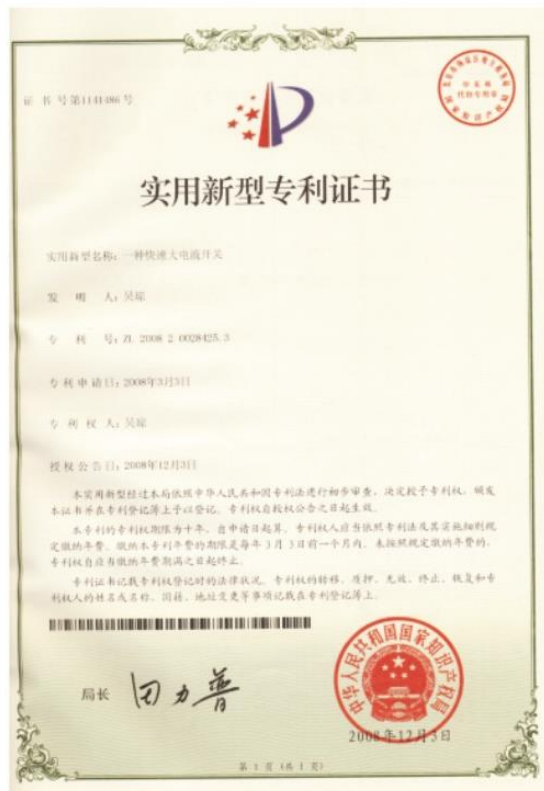 证 书 号 第1141486号
实用新型专利证书
实用新型名称：一种快速大电流开关
发 明 人：吴琼
专 利 号：ZL 2008 2 0028425.3
专利申请日：2008年3月3日
专 利 权 人：吴琼
授权公告日：2008年12月3日
本实用新型经过本局依照中华人民共和国专利法进行初步审查，决定授予专利权，颁发
本证书并在专利登记簿上予以登记。专利权自授权公告之日起生效。
本专利的专利权期限为十年，自申请日起算。专利权人应当依照专利法及其实施细则规
定缴纳年费。缴纳本专利年费的期限是每年 3 月 3 日前一个月内。未按照规定缴纳年费的，
专利权自应当缴纳年费期满之日起终止。
专利证书记载专利权登记时的法律状况。专利权的转移、质押、无效、终止、恢复和专
利权人的姓名或名称、国籍、地址变更等事项记载在专利登记簿上。
局长 田力普
中华人民共和国国家知识产权局
2008年12月3日
第 1 页 (共 1 页)